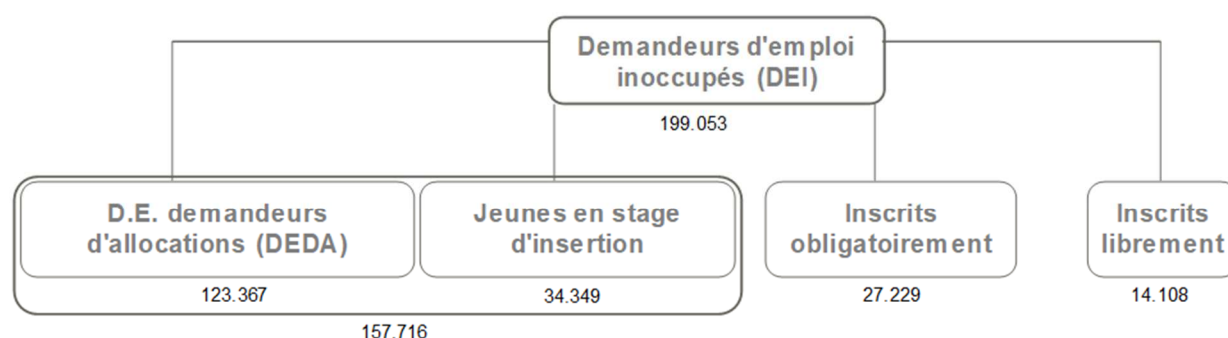 Demandeurs d'emploi
inoccupés (DEI)
199.053
D.E. demandeurs
d'allocations (DEDA)
123.367
Jeunes en stage
d'insertion
34.349
Inscrits
obligatoirement
27.229
Inscrits
librement
14.108
157.716